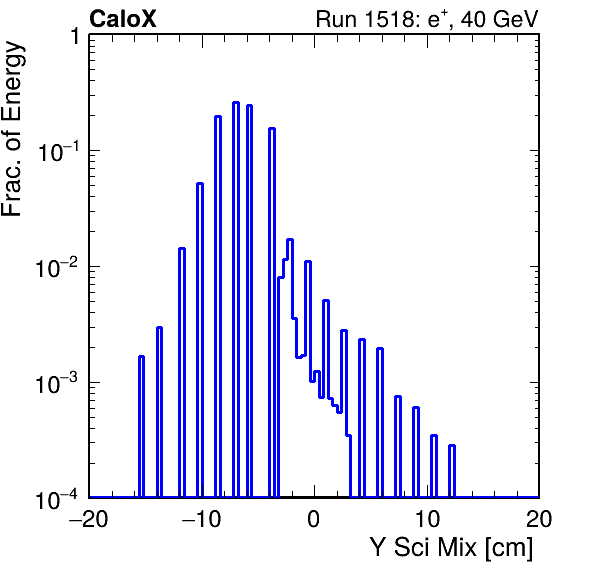 CaloX
Run 1518: e⁺, 40 GeV
Frac. of Energy
1
10⁻¹
10⁻²
10⁻³
10⁻⁴
−20
−10
0
10
20
Y Sci Mix [cm]